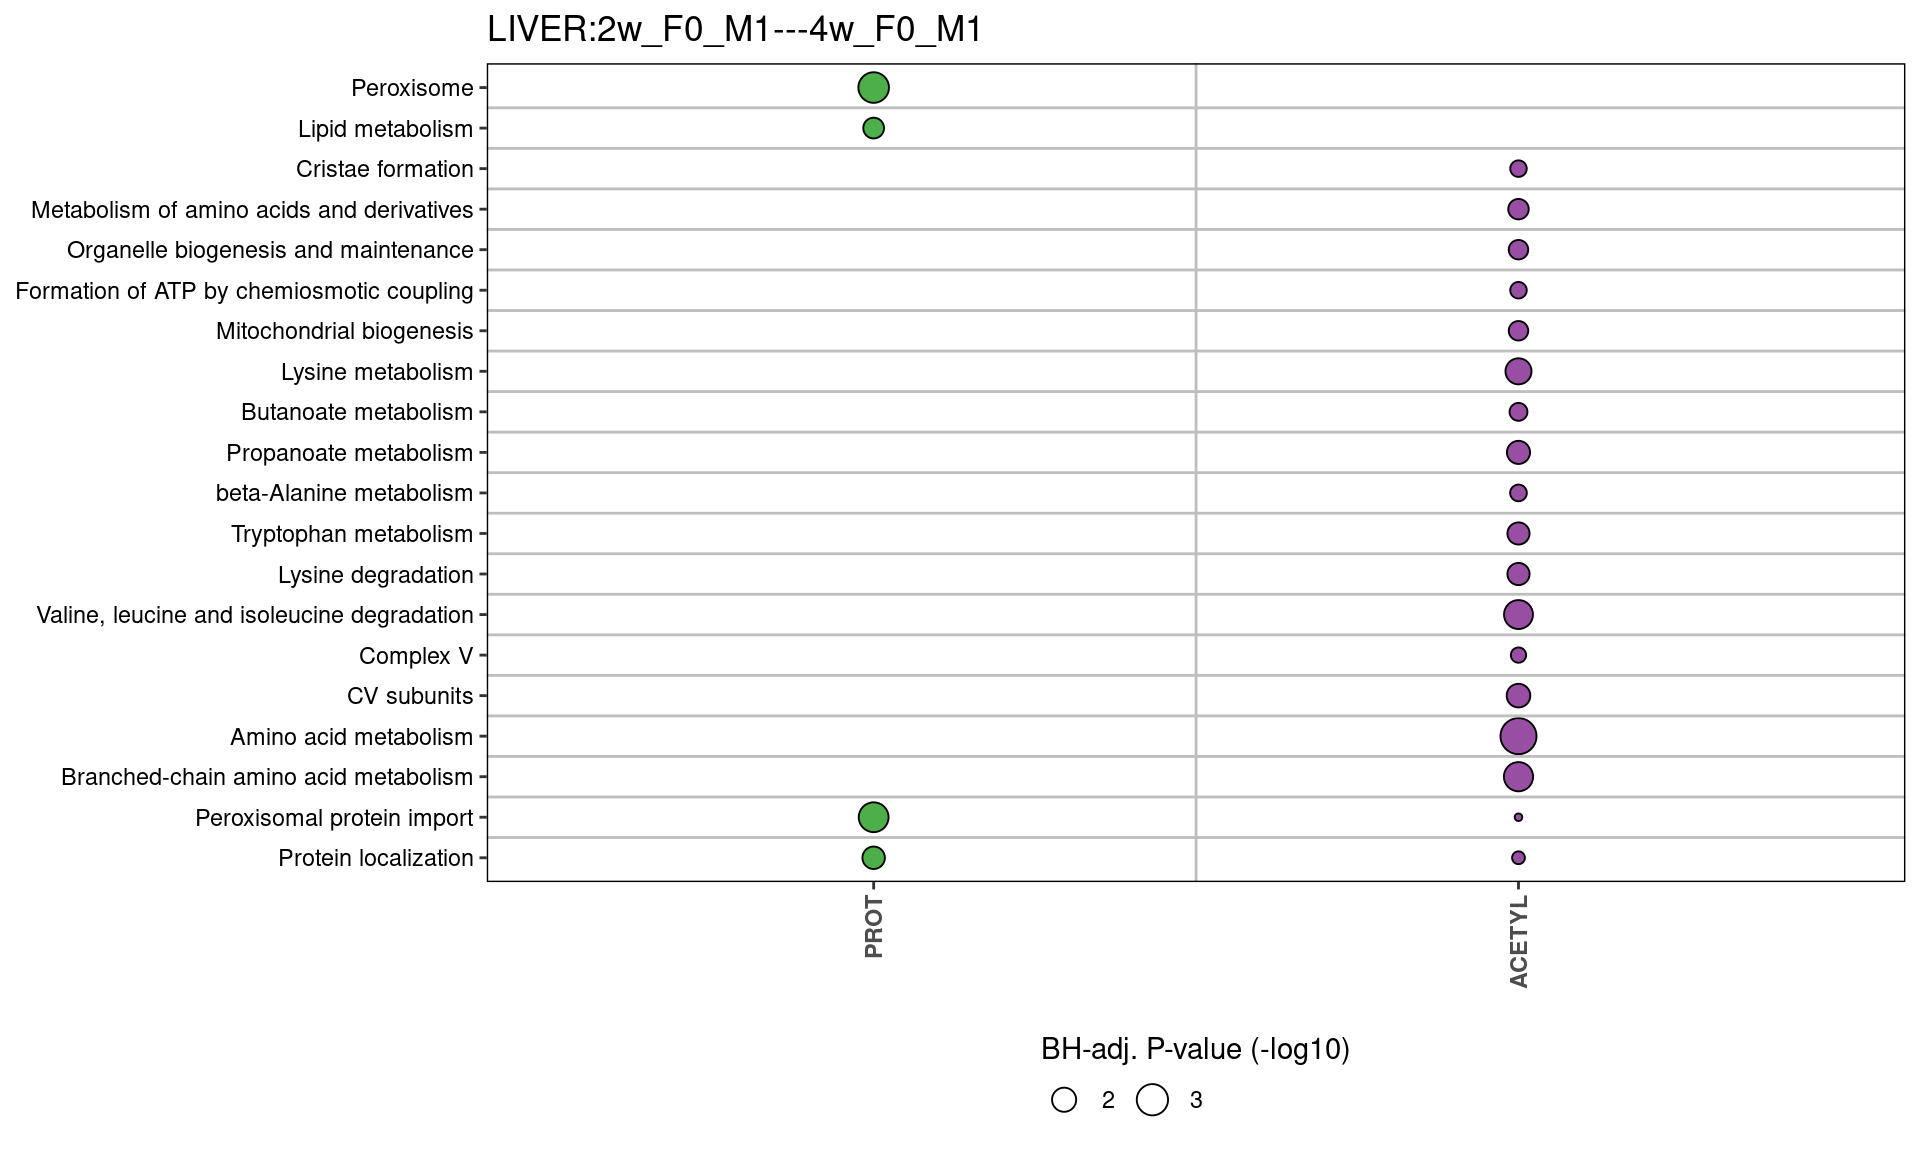 LIVER:2w_F0_M1---4w_F0_M1
Peroxisome
Lipid metabolism
Cristae formation
Metabolism of amino acids and derivatives
Organelle biogenesis and maintenance
Formation of ATP by chemiosmotic coupling
Mitochondrial biogenesis
Lysine metabolism
Butanoate metabolism
Propanoate metabolism
beta-Alanine metabolism
Tryptophan metabolism
Lysine degradation
Valine, leucine and isoleucine degradation
Complex V
CV subunits
Amino acid metabolism
Branched-chain amino acid metabolism
Peroxisomal protein import
Protein localization
PROT
ACETYL
BH-adj. P-value (-log10)
2 3